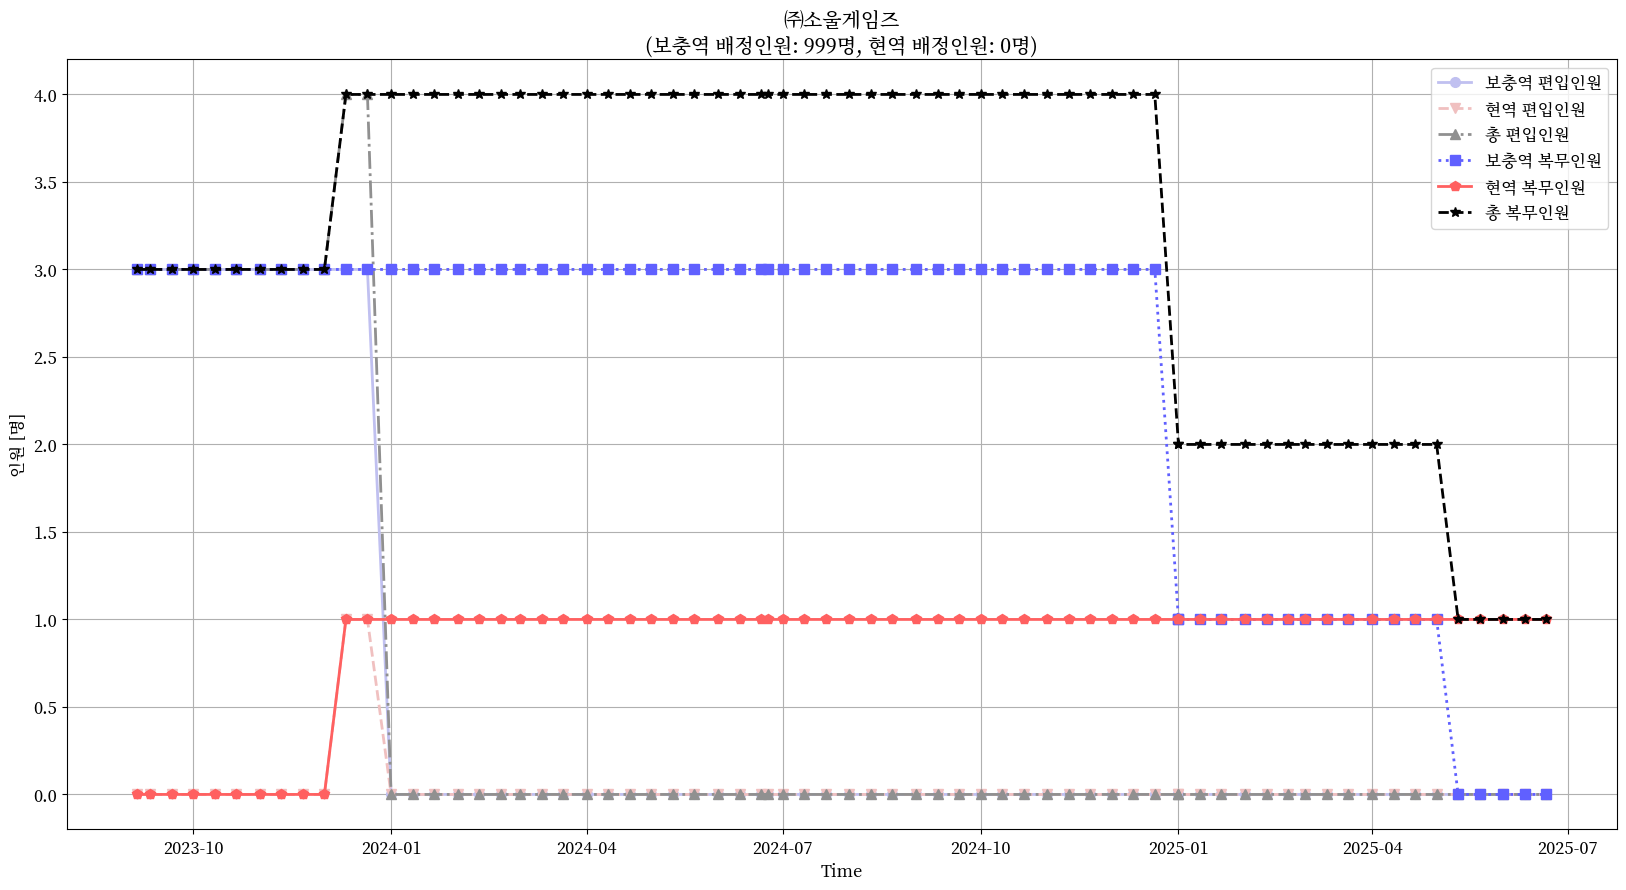 ㈜소울게임즈
(보충역 배정인원: 999명, 현역 배정인원: 0명)
4.0
3.5
3.0
2.5
2.0
1.5
1.0
0.5
0.0
인원 [명]
보충역 편입인원
현역 편입인원
총 편입인원
보충역 복무인원
현역 복무인원
총 복무인원
2023-10
2024-01
2024-04
2024-07
2024-10
2025-01
2025-04
2025-07
Time